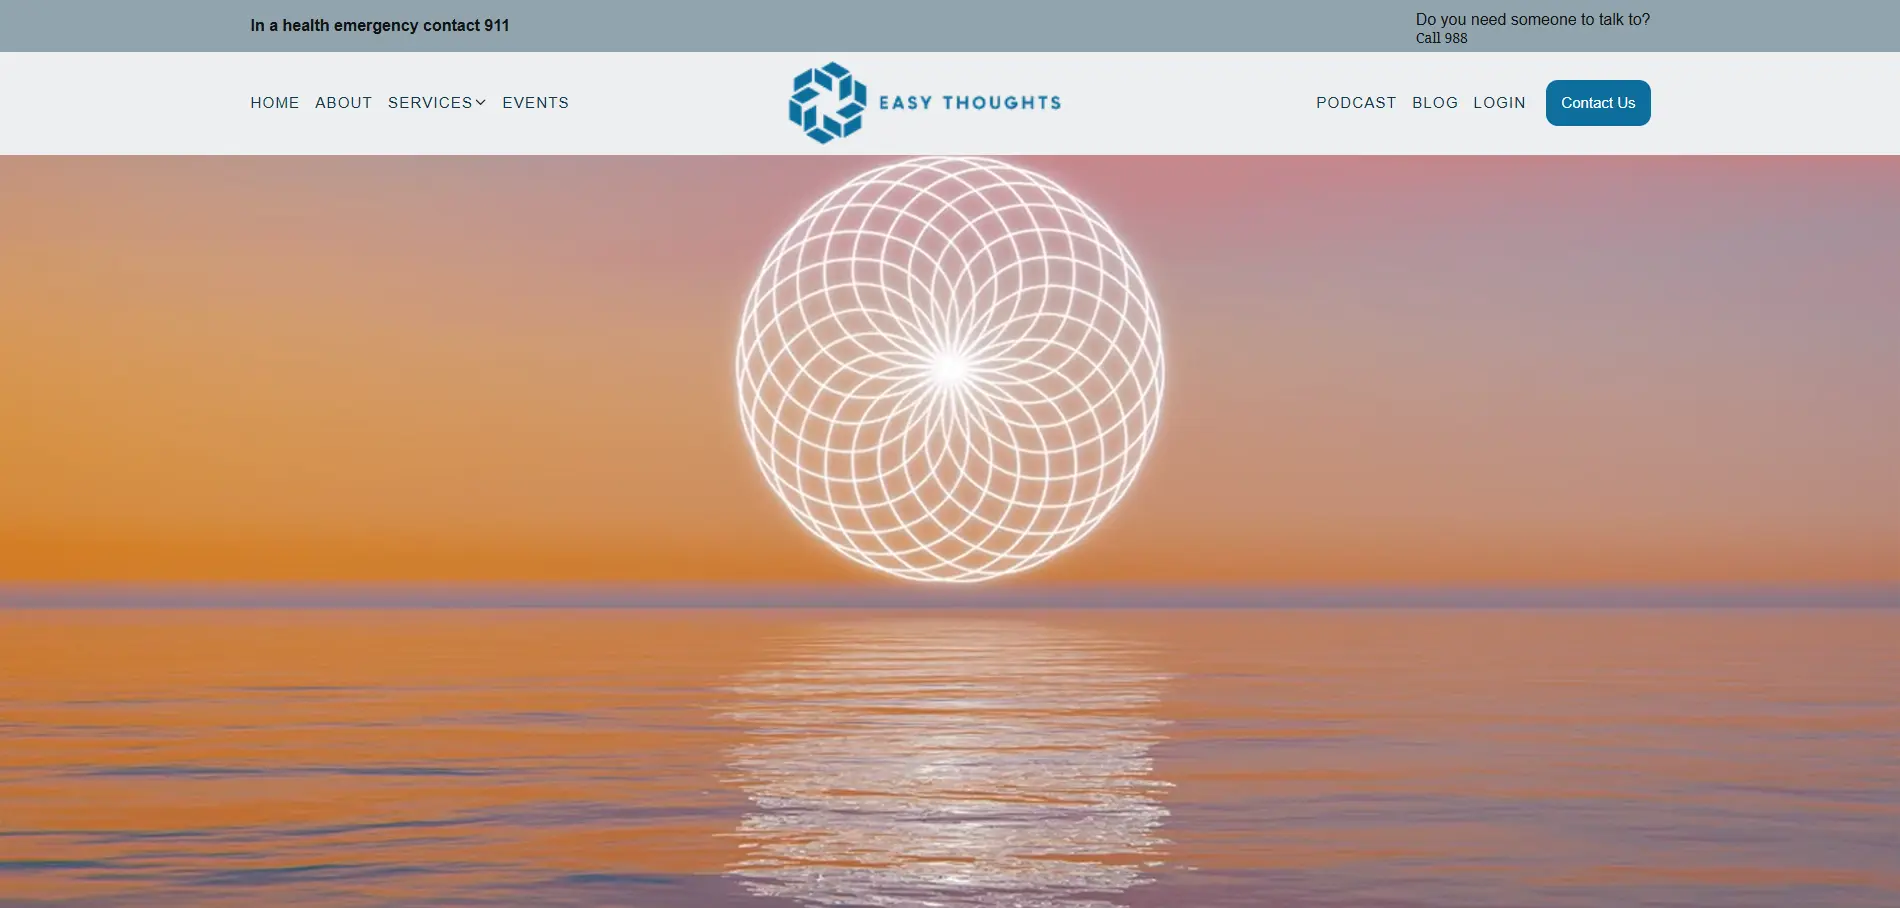 In a health emergency contact 911
Do you need someone to talk to?
Call 988
HOME ABOUT SERVICES EVENTS
EASY THOUGHTS
PODCAST BLOG LOGIN Contact Us